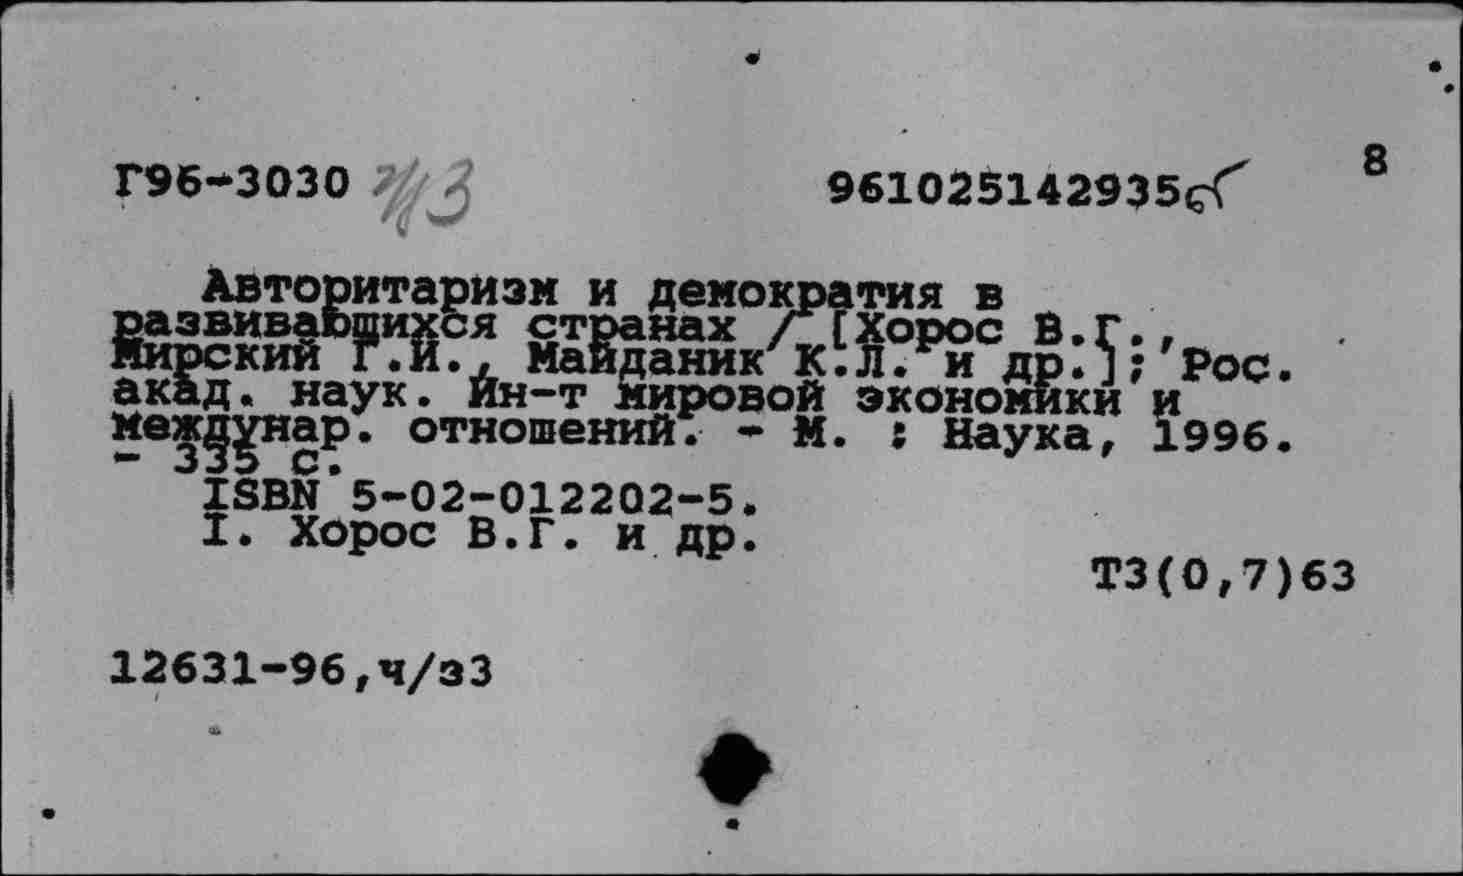 Г96-3030 ч/з
961025142935
8
Авторитаризм и демократия в
развивающихся странах / [Хорос В.Г.,
Мирский Г.И., Майданик К.Л. и др.]; Рос.
акад. наук. Ин-т мировой экономики и
междунар. отношений. - М. : Наука, 1996.
- 335 с.
ISBN 5-02-012202-5.
I. Хорос В.Г. и др.
Т3(0,7)63
12631-96,ч/з3